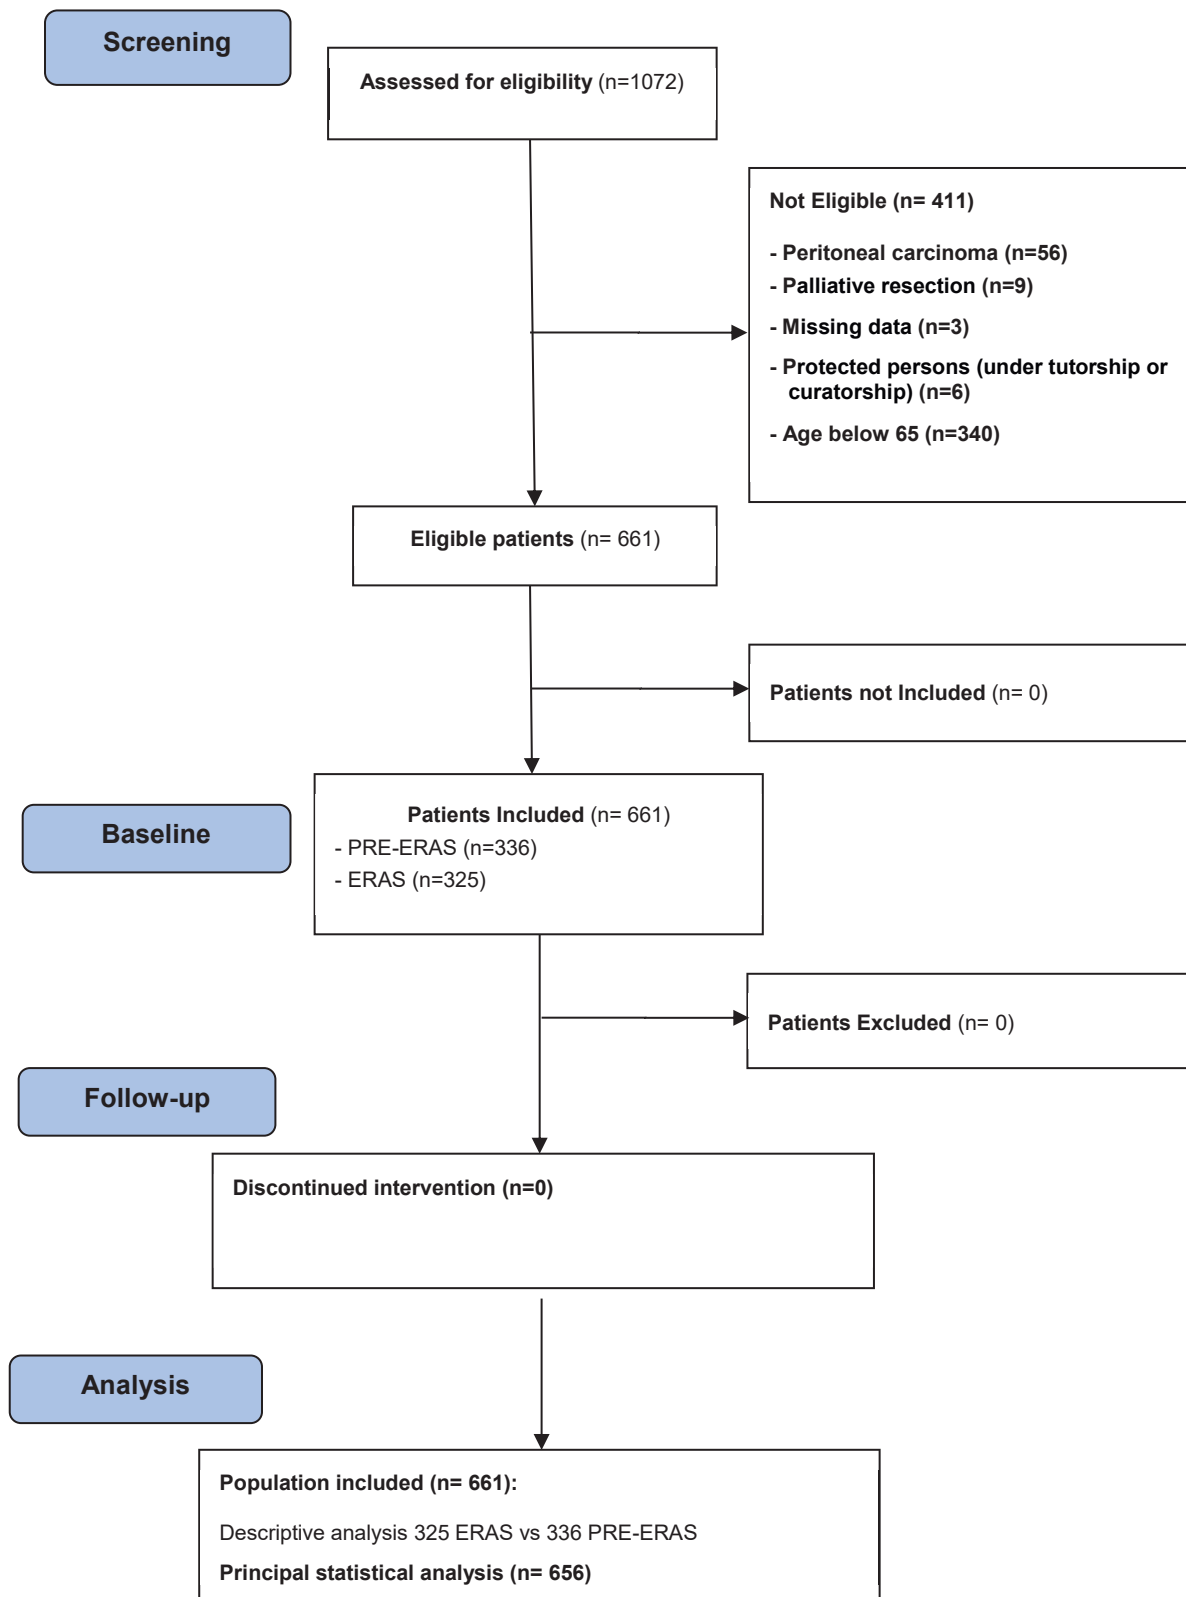 Screening
Assessed for eligibility (n=1072)
Not Eligible (n= 411)
- Peritoneal carcinoma (n=56)
- Palliative resection (n=9)
- Missing data (n=3)
- Protected persons (under tutorship or
curatorship) (n=6)
- Age below 65 (n=340)
Eligible patients (n= 661)
Patients not Included (n= 0)
Baseline
Patients Included (n= 661)
- PRE-ERAS (n=336)
- ERAS (n=325)
Patients Excluded (n= 0)
Follow-up
Discontinued intervention (n=0)
Analysis
Population included (n= 661):
Descriptive analysis 325 ERAS vs 336 PRE-ERAS
Principal statistical analysis (n= 656)